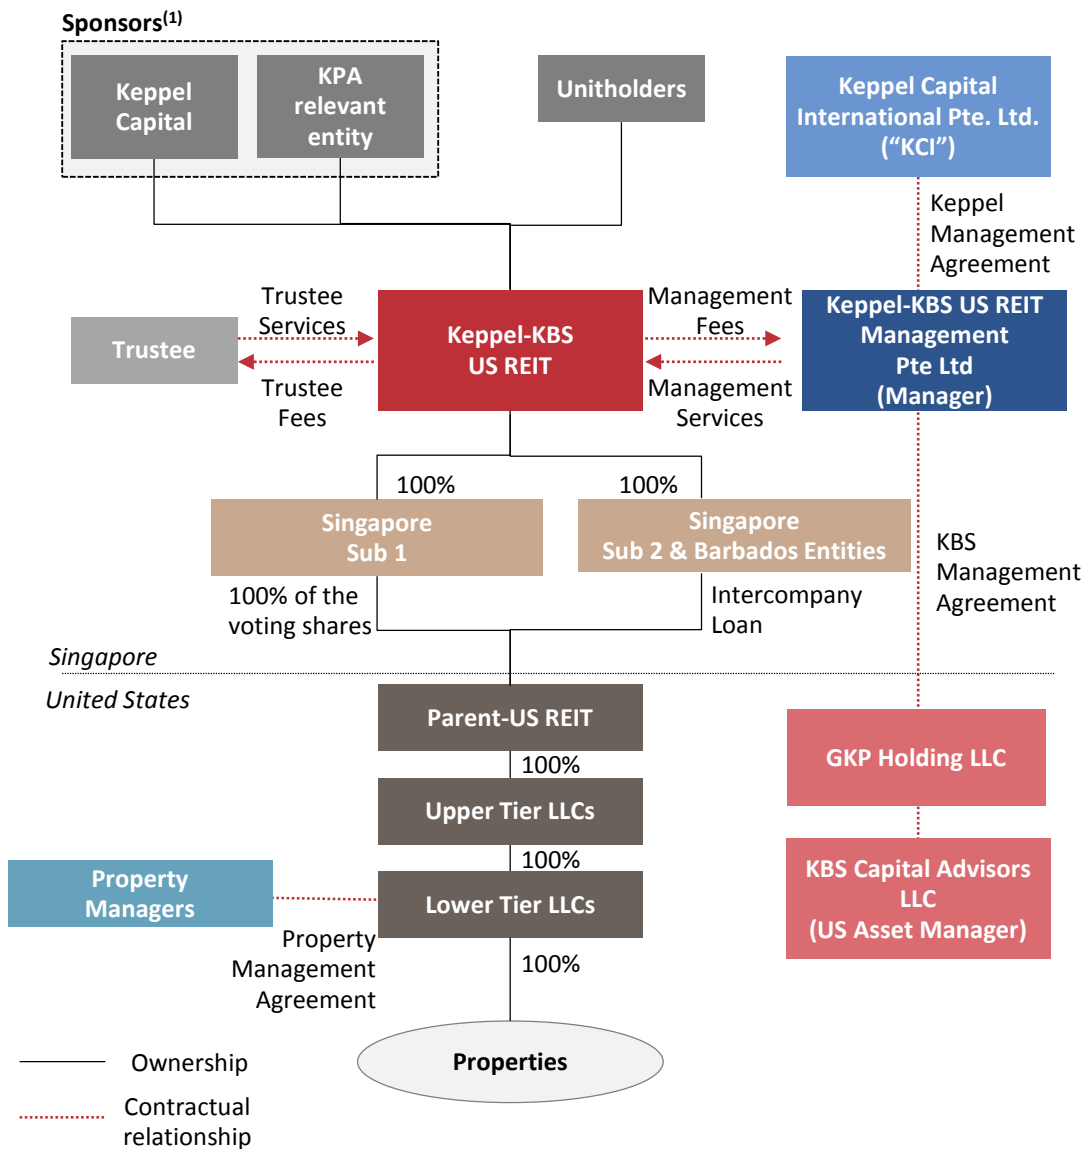 Sponsors(1)
Keppel
Capital
KPA
relevant
entity
Unitholders
Keppel Capital
International Pte. Ltd.
(“KCI”)
Keppel
Management
Agreement
Trustee
Trustee
Services
Trustee
Fees
Keppel-KBS
US REIT
Management
Fees
Management
Services
Keppel-KBS US REIT
Management
Pte Ltd
(Manager)
100%
100%
Singapore
Sub 1
Singapore
Sub 2 & Barbados Entities
KBS
Management
Agreement
100% of the
voting shares
Intercompany
Loan
Singapore
United States
Parent-US REIT
100%
Upper Tier LLCs
100%
Lower Tier LLCs
GKP Holding LLC
KBS Capital Advisors
LLC
(US Asset Manager)
Property
Managers
Property
Management
Agreement
100%
Properties
Ownership
Contractual
relationship